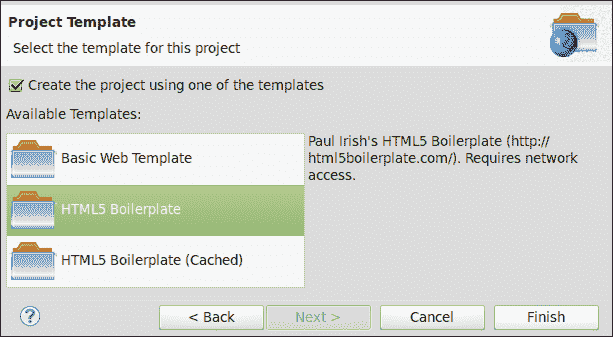 Project Template
Select the template for this project
Create the project using one of the templates
Available Templates:
Basic Web Template
HTML5 Boilerplate
HTML5 Boilerplate (Cached)
Paul Irish's HTML5 Boilerplate (http://
html5boilerplate.com/). Requires network
access.
?
< Back
Next >
Cancel
Finish